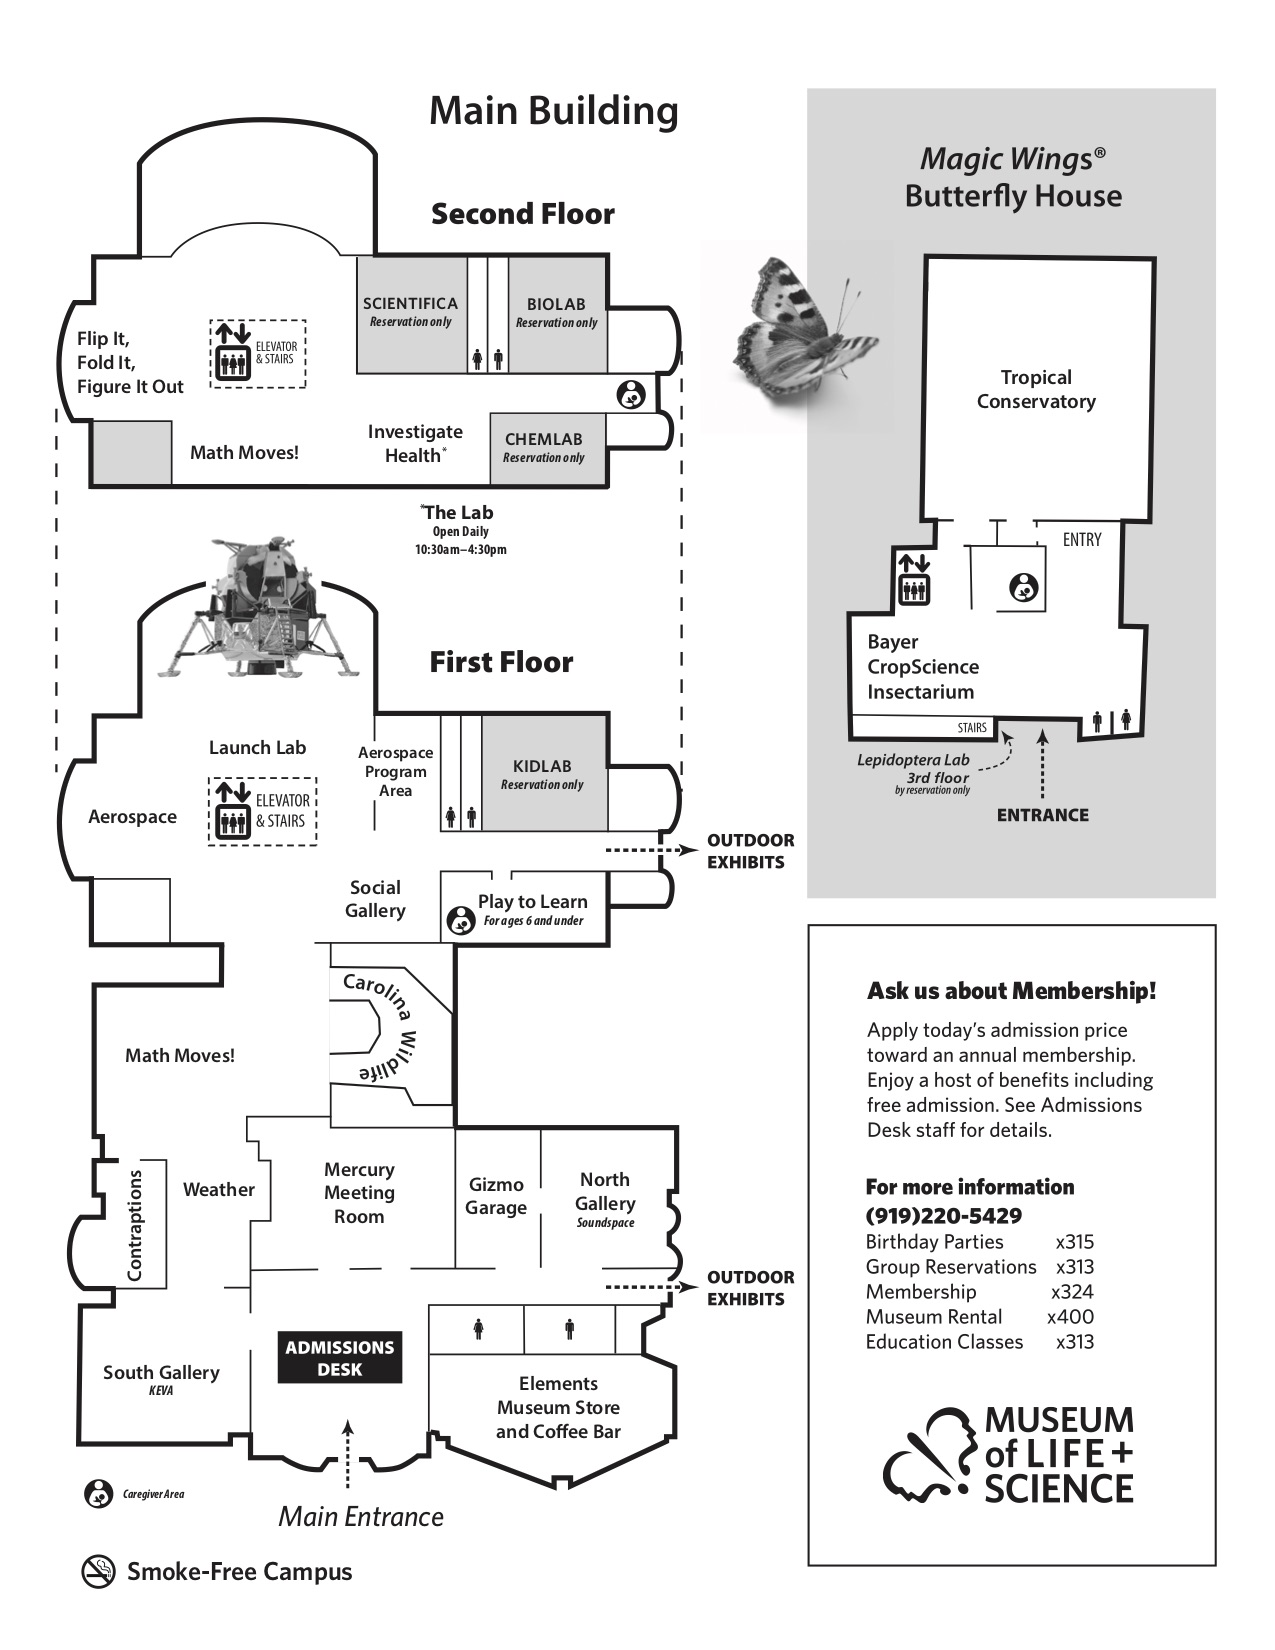 Main Building
Second Floor
SCIENTIFICA
Reservation only
BIOLAB
Reservation only
Flip It,
Fold It,
Figure It Out
ELEVATOR
& STAIRS
Math Moves!
Investigate
Health*
CHEMLAB
Reservation only
*The Lab
Open Daily
10:30am–4:30pm
First Floor
Launch Lab
Aerospace
Program
Area
KIDLAB
Reservation only
Aerospace
ELEVATOR
& STAIRS
OUTDOOR
EXHIBITS
Social
Gallery
Play to Learn
For ages 6 and under
Carolina Wildlife
Math Moves!
Contraptions
Weather
Mercury
Meeting
Room
Gizmo
Garage
North
Gallery
Soundspace
OUTDOOR
EXHIBITS
ADMISSIONS
DESK
South Gallery
KEVA
Elements
Museum Store
and Coffee Bar
Caregiver Area
Main Entrance
Smoke-Free Campus
Magic Wings®
Butterfly House
Tropical
Conservatory
ENTRY
Bayer
CropScience
Insectarium
STAIRS
Lepidoptera Lab
3rd floor
by reservation only
ENTRANCE
Ask us about Membership!
Apply today's admission price
toward an annual membership.
Enjoy a host of benefits including
free admission. See Admissions
Desk staff for details.
For more information
(919)220-5429
Birthday Parties x315
Group Reservations x313
Membership x324
Museum Rental x400
Education Classes x313
MUSEUM
of LIFE +
SCIENCE